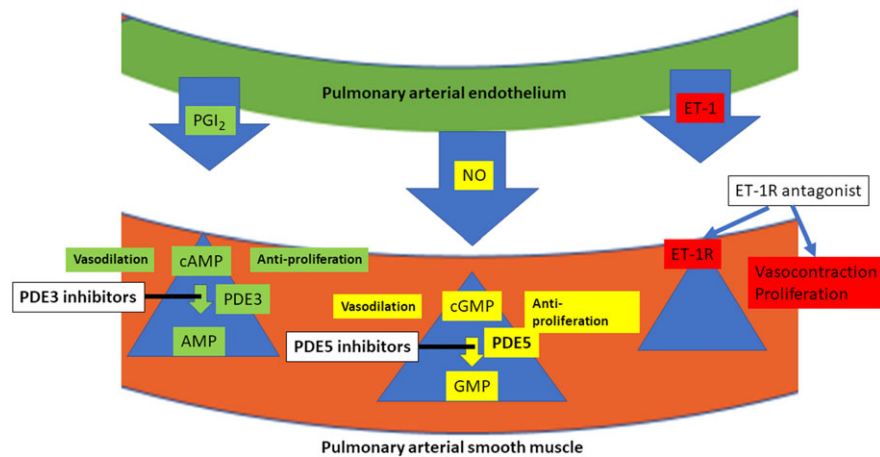 Pulmonary arterial endothelium
PGI₂
ET-1
NO
ET-1R antagonist
Vasodilation
cAMP
Anti-proliferation
ET-1R
Vasocontraction
Proliferation
PDE3 inhibitors
PDE3
AMP
Vasodilation
cGMP
Anti-
proliferation
PDE5 inhibitors
PDE5
GMP
Pulmonary arterial smooth muscle